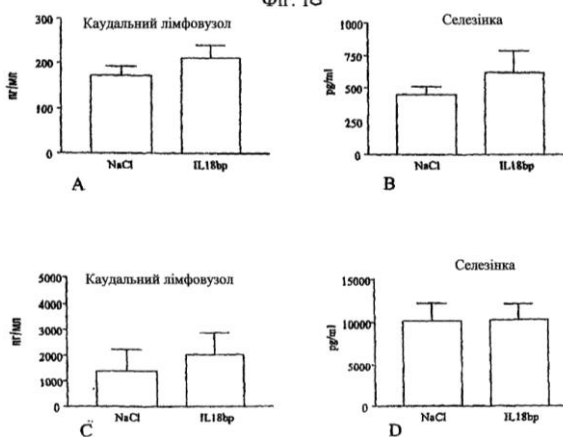 Фіг. 1G
Каудальний лімфовузол
300
200
100
0
пг/мл
NaCl
IL18bp
A
Селезінка
1000
750
500
250
0
pg/ml
NaCl
IL18bp
B
Каудальний лімфовузол
5000
4000
3000
2000
1000
0
пг/мл
NaCl
IL18bp
C
Селезінка
15000
10000
5000
0
pg/ml
NaCl
IL18bp
D